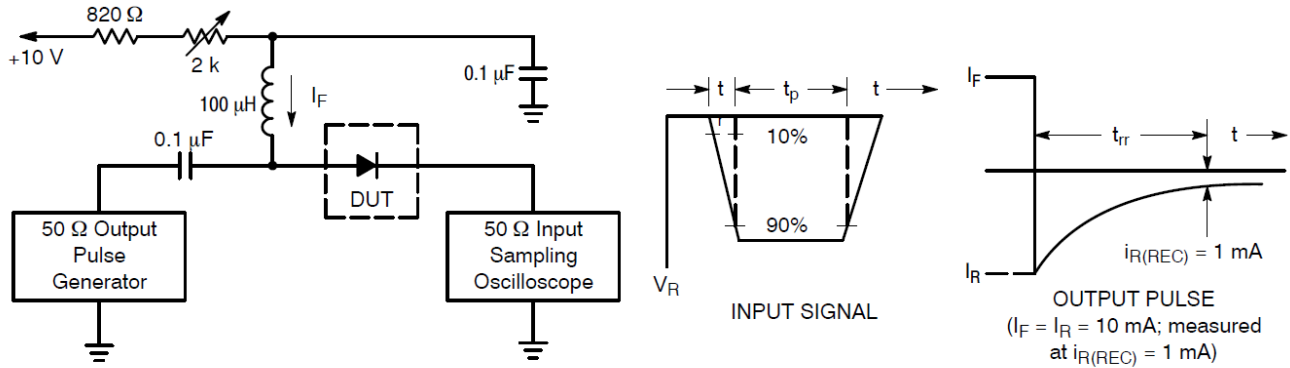 820 Ω
+10 V
2 k
100 μH
I_F
0.1 μF
0.1 μF
DUT
50 Ω Output
Pulse
Generator
50 Ω Input
Sampling
Oscilloscope
t
r
t_p
t
10%
90%
V_R
INPUT SIGNAL
I_F
t_rr
t
I_R
i_R(REC) = 1 mA
OUTPUT PULSE
(I_F = I_R = 10 mA; measured
at i_R(REC) = 1 mA)